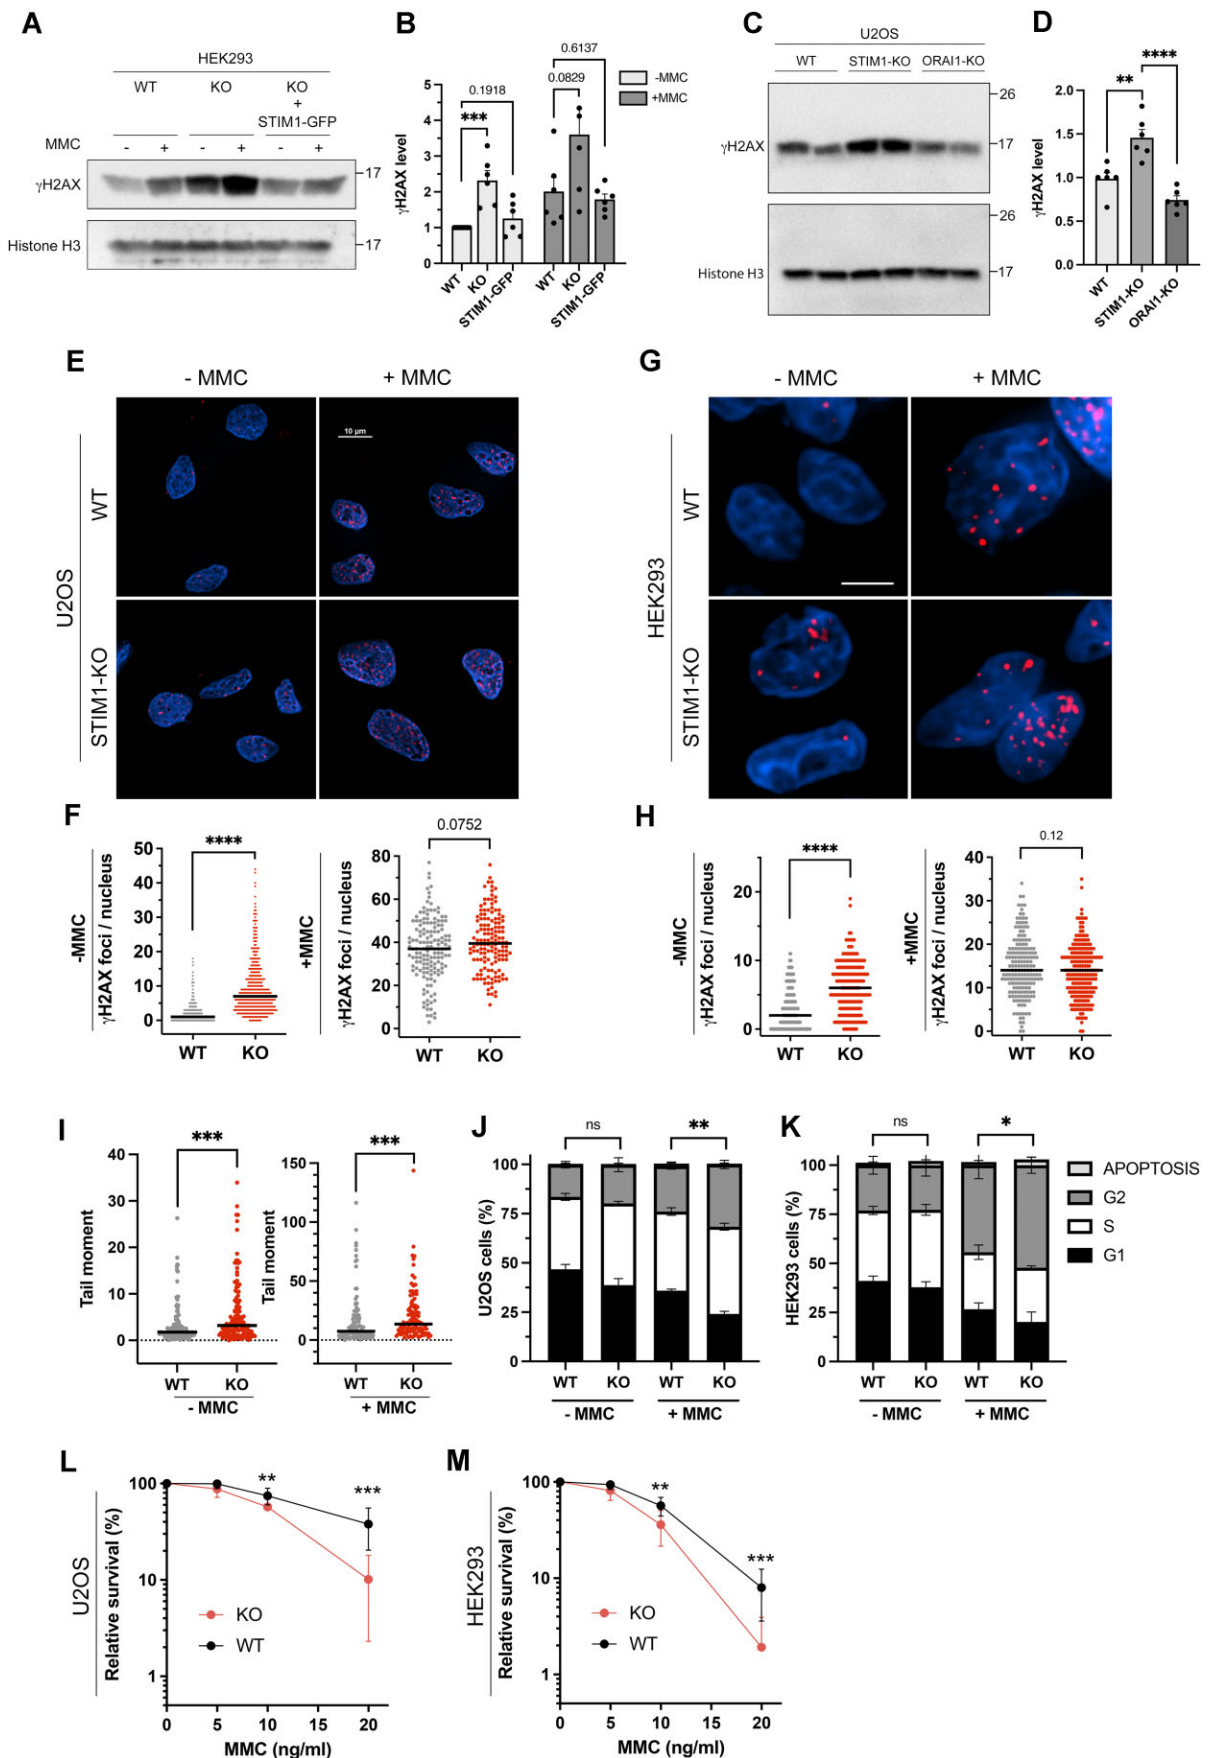 A
HEK293
WT KO KO
+
STIM1-GFP
MMC - + - + - +
γH2AX
17
Histone H3
17
B
0.6137
0.1918 0.0829
***
-MMC
+MMC
γH2AX level
5
4
3
2
1
0
WT KO STIM1-GFP WT KO STIM1-GFP
C
U2OS
WT STIM1-KO ORAI1-KO
26
γH2AX
17
26
Histone H3
17
D
****
**
γH2AX level
2.0
1.5
1.0
0.5
0.0
WT STIM1-KO ORAI1-KO
E
- MMC + MMC
10 μm
U2OS
WT
STIM1-KO
G
- MMC + MMC
HEK293
WT
STIM1-KO
F
-MMC
γH2AX foci / nucleus
****
50
40
30
20
10
0
WT KO
+MMC
γH2AX foci / nucleus
0.0752
80
60
40
20
0
WT KO
H
-MMC
γH2AX foci / nucleus
****
20
10
0
WT KO
+MMC
γH2AX foci / nucleus
0.12
40
30
20
10
0
WT KO
I
Tail moment
***
40
30
20
10
0
WT KO
- MMC
Tail moment
***
150
100
50
0
WT KO
+ MMC
J
ns **
U2OS cells (%)
100
75
50
25
0
WT KO WT KO
- MMC + MMC
K
ns *
HEK293 cells (%)
100
75
50
25
0
WT KO WT KO
- MMC + MMC
APOPTOSIS
G2
S
G1
L
U2OS
Relative survival (%)
100
10
1
** ***
KO
WT
0 5 10 15 20
MMC (ng/ml)
M
HEK293
Relative survival (%)
100
10
1
** ***
KO
WT
0 5 10 15 20
MMC (ng/ml)